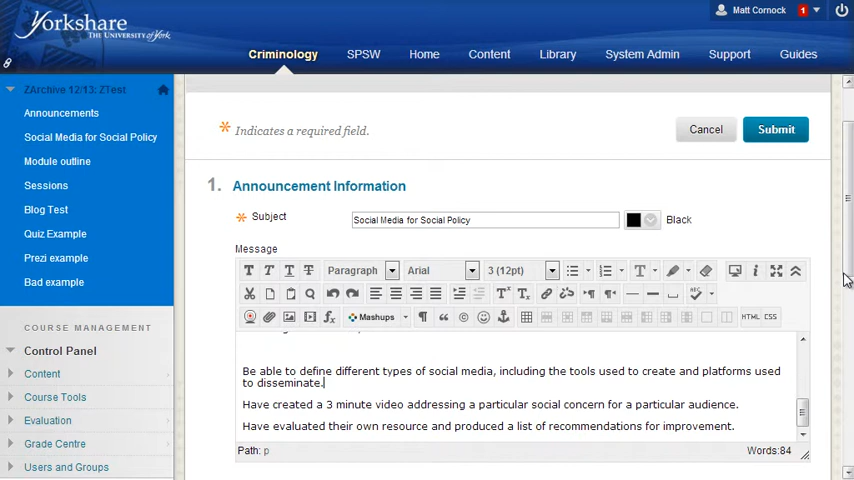 Yorkshare
THE UNIVERSITY of York
Matt Cornock 1
Criminology SPSW Home Content Library System Admin Support Guides
ZArchive 12/13: ZTest
Announcements
Social Media for Social Policy
Module outline
Sessions
Blog Test
Quiz Example
Prezi example
Bad example
COURSE MANAGEMENT
Control Panel
Content
Course Tools
Evaluation
Grade Centre
Users and Groups
Indicates a required field.
Cancel Submit
1. Announcement Information
Subject Social Media for Social Policy Black
Message
T T T T Paragraph Arial 3 (12pt) T
Mashups HTML CSS
Be able to define different types of social media, including the tools used to create and platforms used
to disseminate.
Have created a 3 minute video addressing a particular social concern for a particular audience.
Have evaluated their own resource and produced a list of recommendations for improvement.
Path: p Words:84